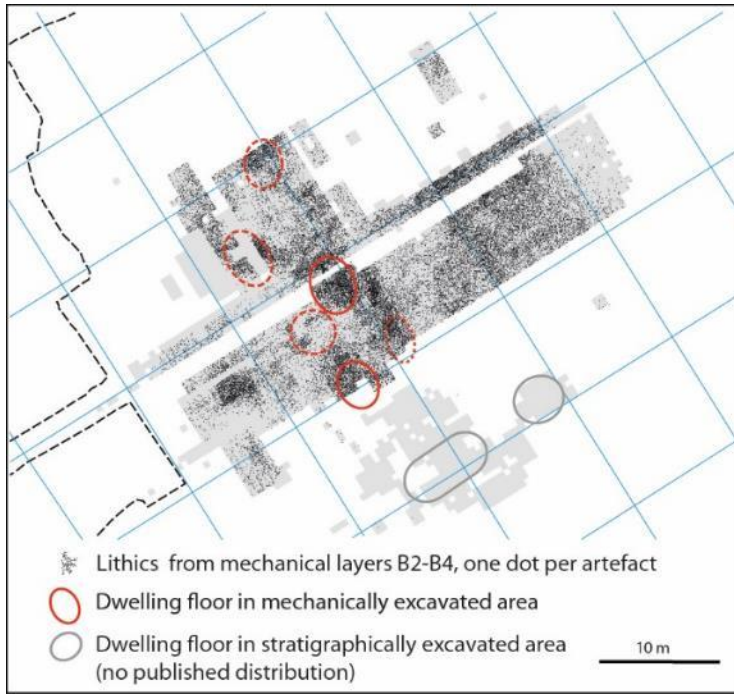 Lithics from mechanical layers B2-B4, one dot per artefact
Dwelling floor in mechanically excavated area
Dwelling floor in stratigraphically excavated area
(no published distribution)
10 m